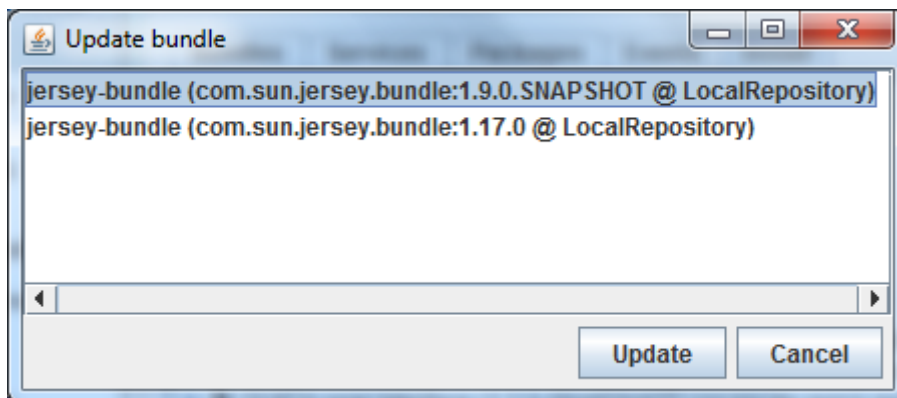 Update bundle
jersey-bundle (com.sun.jersey.bundle:1.9.0.SNAPSHOT @ LocalRepository)
jersey-bundle (com.sun.jersey.bundle:1.17.0 @ LocalRepository)
Update Cancel